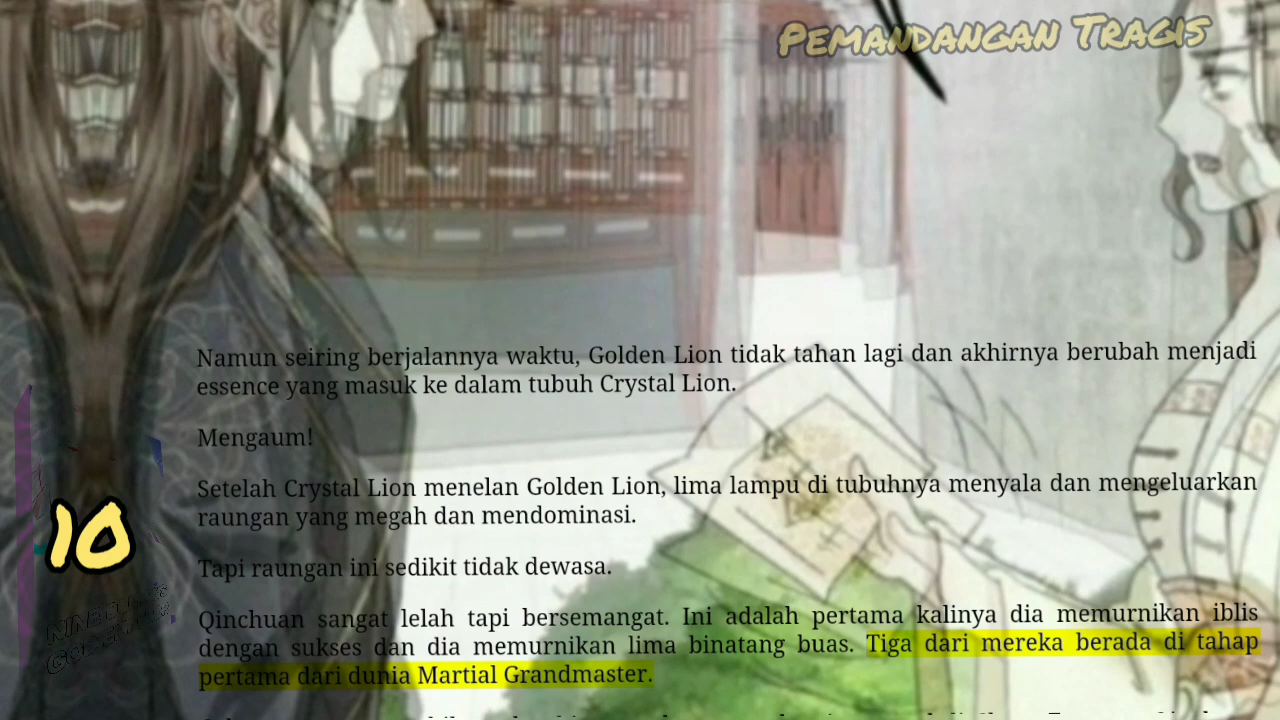 Pemandangan Tragis
Namun seiring berjalannya waktu, Golden Lion tidak tahan lagi dan akhirnya berubah menjadi
essence yang masuk ke dalam tubuh Crystal Lion.
Mengaum!
Setelah Crystal Lion menelan Golden Lion, lima lampu di tubuhnya menyala dan mengeluarkan
raungan yang megah dan mendominasi.
Tapi raungan ini sedikit tidak dewasa.
10
Qinchuan sangat lelah tapi bersemangat. Ini adalah pertama kalinya dia memurnikan iblis
dengan sukses dan dia memurnikan lima binatang buas. Tiga dari mereka berada di tahap
pertama dari dunia Martial Grandmaster.